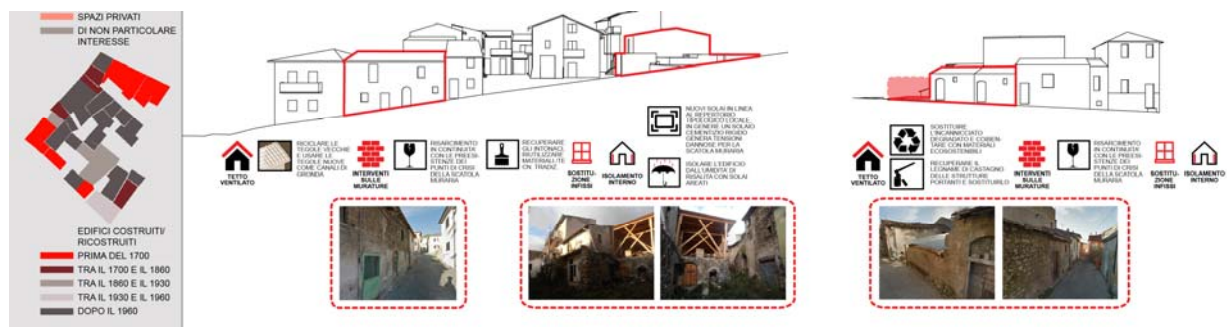 SPAZI PRIVATI
DI NON PARTICOLARE
INTERESSE
EDIFICI COSTRUITI/
RICOSTRUITI
PRIMA DEL 1700
TRA IL 1700 E IL 1860
TRA IL 1860 E IL 1930
TRA IL 1930 E IL 1960
DOPO IL 1960
TETTO
VENTILATO
RICICLARE LE
TEGOLE VECCHIE
E USARE LE
TEGOLE NUOVE
COME CANALI DI
GRONDA
INTERVENTI
SULLE
MURATURE
RISARCIMENTO
IN CONTINUITA
CON LE PREESI-
STENZE DEI
PUNTI DI CRISI
DELLA SCATOLA
MURARIA
RECUPERARE
GLI INTONACI,
RIUTILIZZARE
MATERIALI
TRADIZ.
SOSTITU-
ZIONE
INFISSI
ISOLAMENTO
INTERNO
NUOVI SOLAI IN LINEA
AL REPERTORIO
TIPOLOGICO LOCALE,
IN GENERE UN SOLAIO
CEMENTIZIO RIGIDO
GENERA TENSIONI
DANNOSE PER LA
SCATOLA MURARIA
ISOLARE L'EDIFICIO
DALL'UMIDITA DI
RISALITA CON SOLAI
AREATI
TETTO
VENTILATO
SOSTITUIRE
L'INCANNICCIATO
DEGRADATO E COIBEN-
TARE CON MATERIALI
ECOSOSTENIBILI
RECUPERARE IL
LEGNAME DI CASTAGNO
DELLE STRUTTURE
PORTANTI E SOSTITUIRLO
INTERVENTI
SULLE
MURATURE
RISARCIMENTO
IN CONTINUITA
CON LE PREESI-
STENZE DEI
PUNTI DI CRISI
DELLA SCATOLA
MURARIA
SOSTITU-
ZIONE
INFISSI
ISOLAMENTO
INTERNO